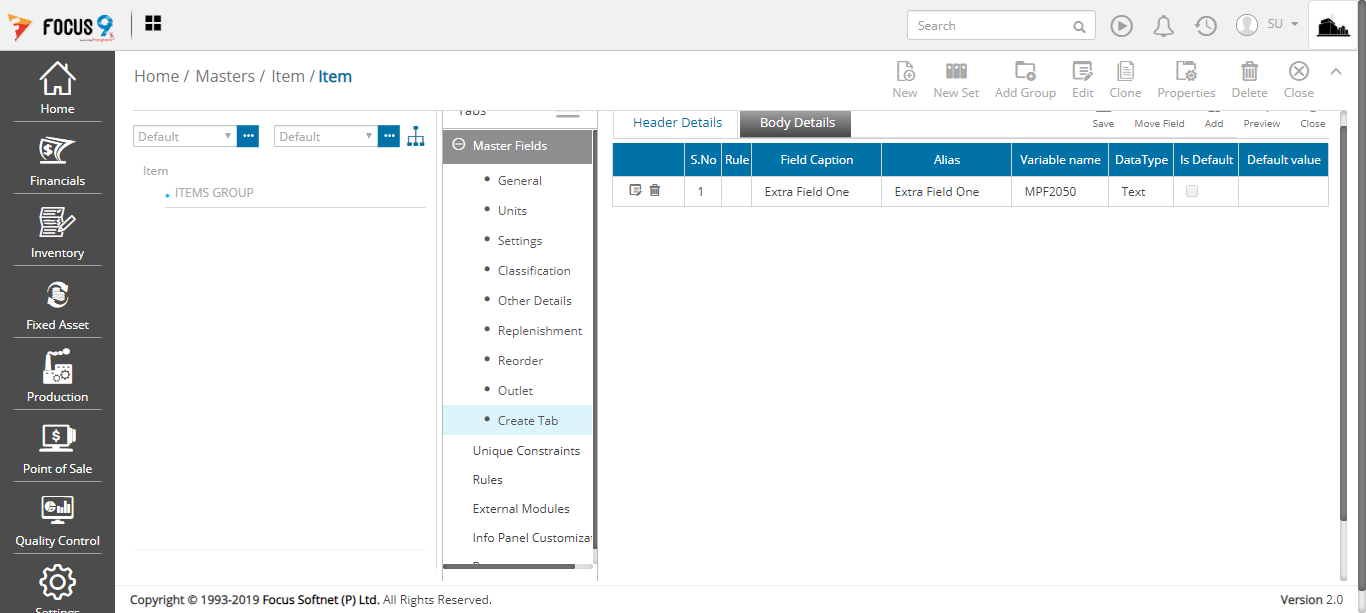 FOCUS 9
Search
SU
Home
Financials
Inventory
Fixed Asset
Production
Point of Sale
Quality Control
Settings
Home / Masters / Item / Item
New
New Set
Add Group
Edit
Clone
Properties
Delete
Close
Default
Default
Item
ITEMS GROUP
Tabs
Master Fields
General
Units
Settings
Classification
Other Details
Replenishment
Reorder
Outlet
Create Tab
Unique Constraints
Rules
External Modules
Info Panel Customizat
Header Details
Body Details
Save
Move Field
Add
Preview
Close
S.No Rule Field Caption Alias Variable name DataType Is Default Default value
1 Extra Field One Extra Field One MPF2050 Text
Copyright © 1993-2019 Focus Softnet (P) Ltd. All Rights Reserved.
Version 2.0